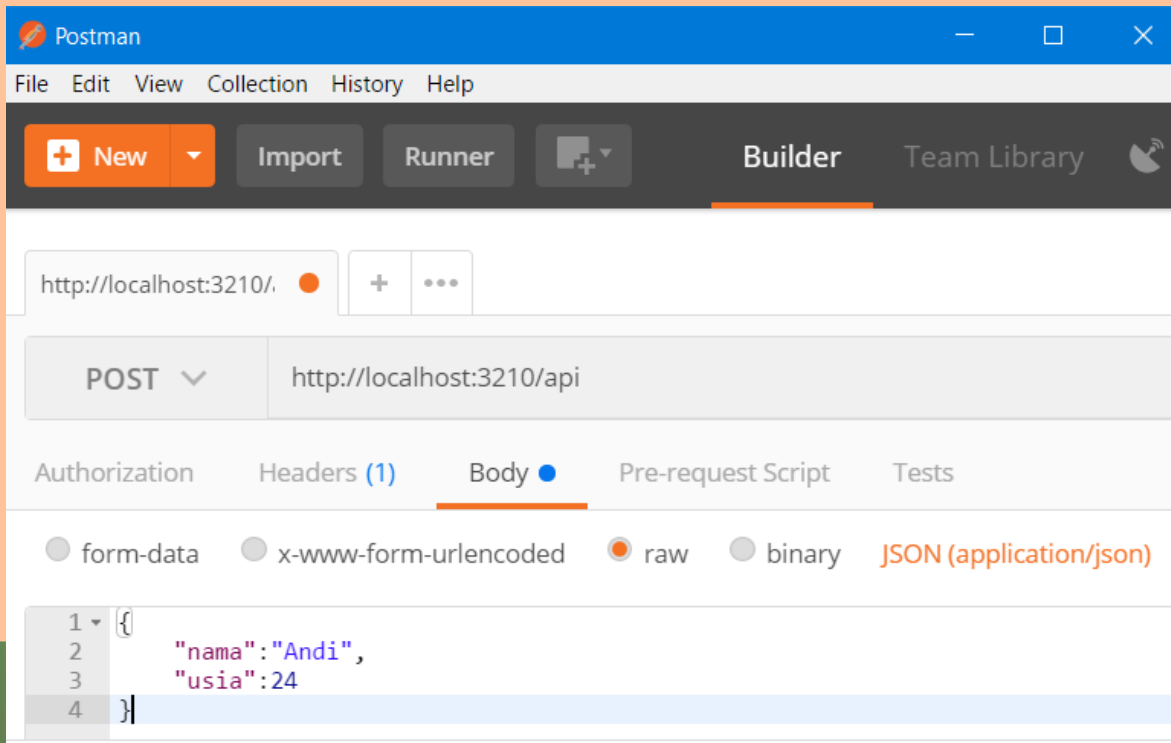 Postman
File Edit View Collection History Help
New Import Runner Builder Team Library
http://localhost:3210/
POST http://localhost:3210/api
Authorization Headers (1) Body Pre-request Script Tests
form-data x-www-form-urlencoded raw binary JSON (application/json)
1 {
2 "nama":"Andi",
3 "usia":24
4 }